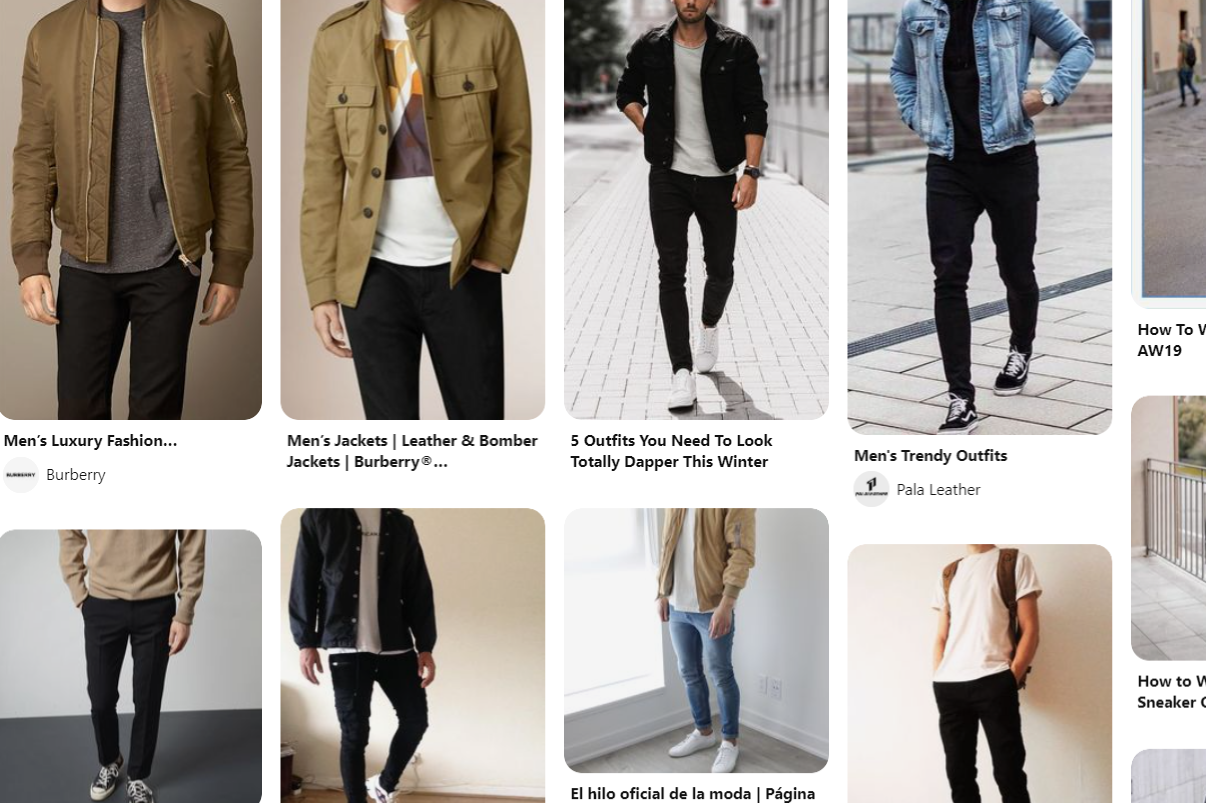 Men's Luxury Fashion…
BURBERRY
Burberry
Men's Jackets | Leather & Bomber
Jackets | Burberry®…
5 Outfits You Need To Look
Totally Dapper This Winter
Men's Trendy Outfits
Pala Leather
How To W
AW19
El hilo oficial de la moda | Página
How to W
Sneaker